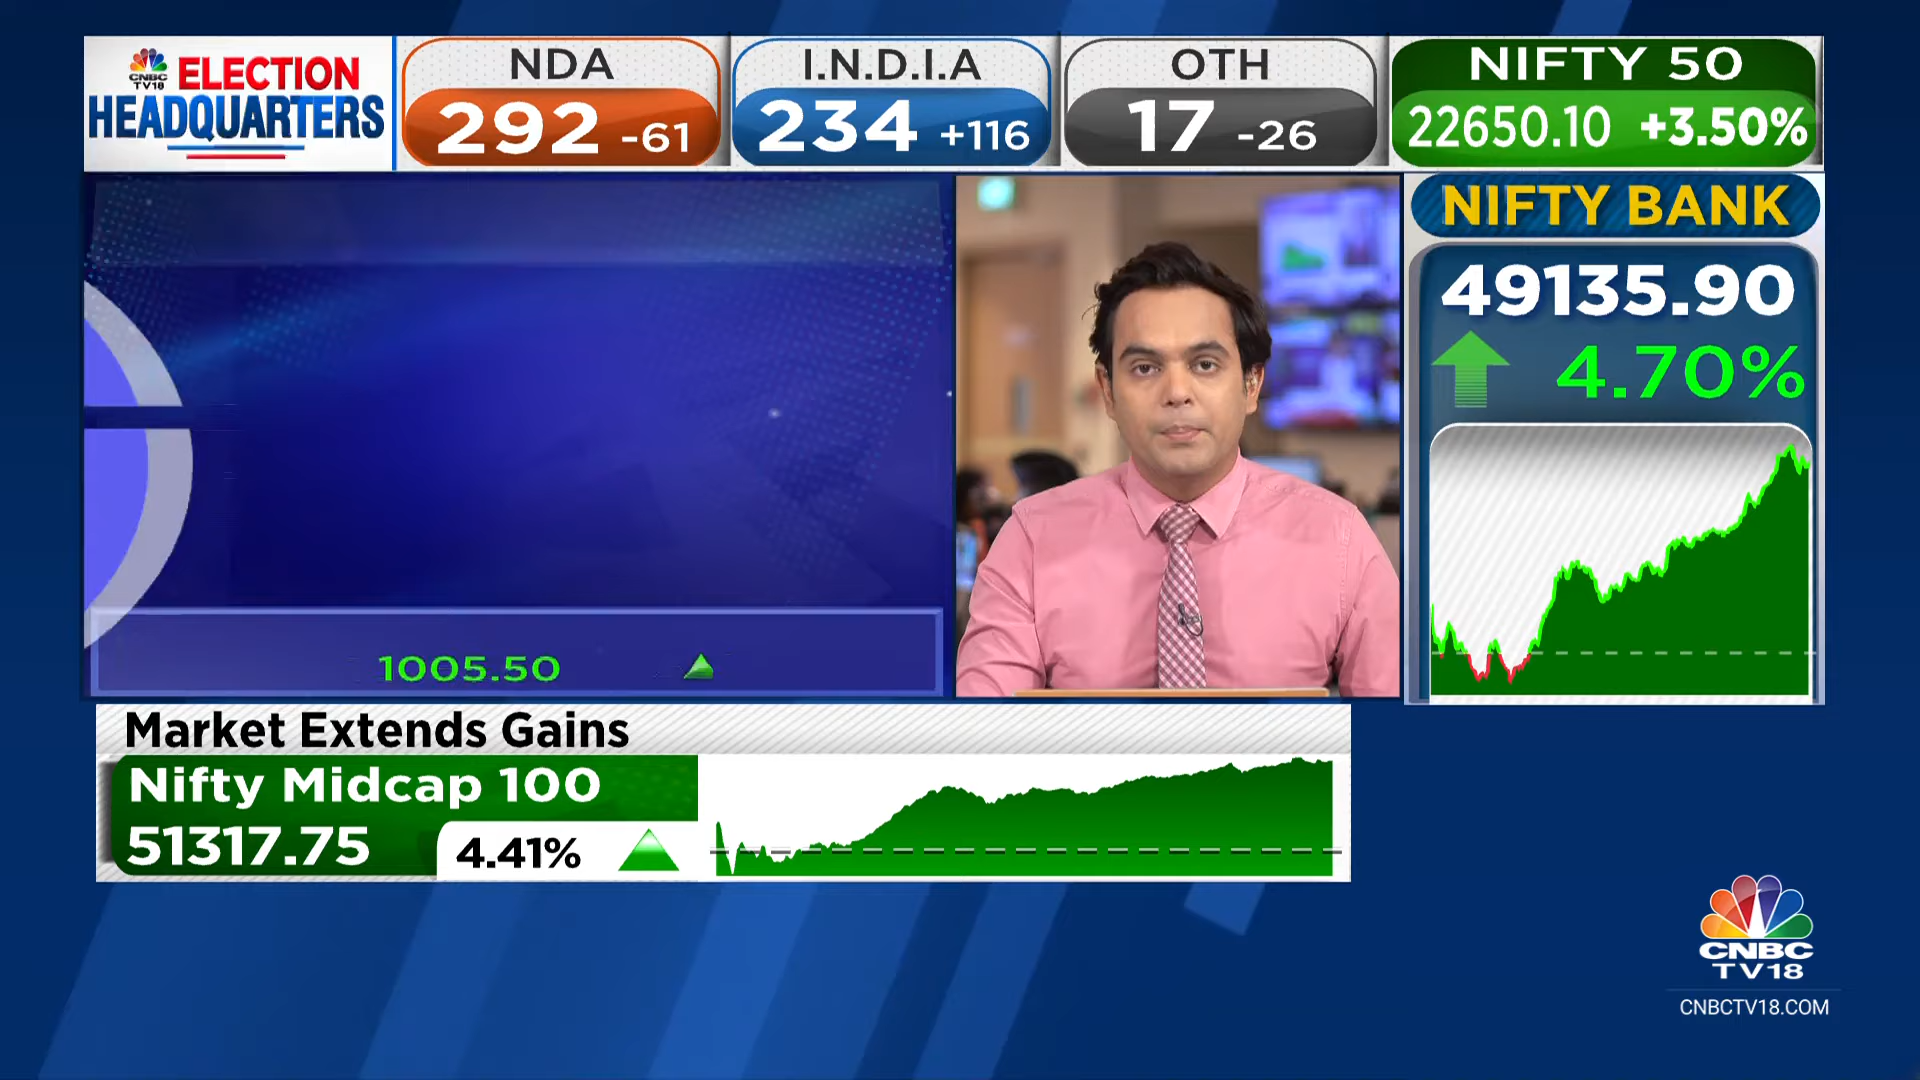 CNBC
TV18
ELECTION
HEADQUARTERS
NDA
292 -61
I.N.D.I.A
234 +116
OTH
17 -26
NIFTY 50
22650.10 +3.50%
NIFTY BANK
49135.90
4.70%
1005.50
Market Extends Gains
Nifty Midcap 100
51317.75
4.41%
CNBC
TV18
CNBCTV18.COM